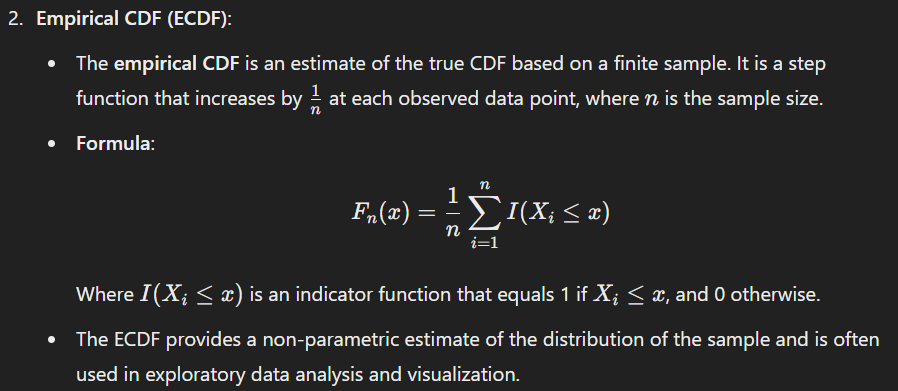 2. Empirical CDF (ECDF):
• The empirical CDF is an estimate of the true CDF based on a finite sample. It is a step
function that increases by 1/n at each observed data point, where n is the sample size.
• Formula:
F_n(x) = \frac{1}{n} \sum_{i=1}^{n} I(X_i ≤ x)
Where I(X_i ≤ x) is an indicator function that equals 1 if X_i ≤ x, and 0 otherwise.
• The ECDF provides a non-parametric estimate of the distribution of the sample and is often
used in exploratory data analysis and visualization.